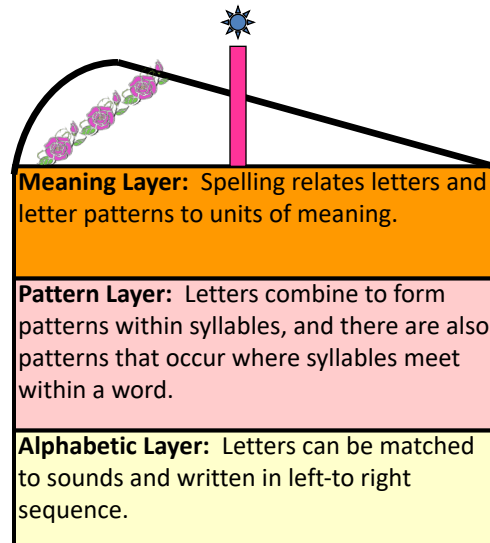 Meaning Layer:  Spelling relates letters and
letter patterns to units of meaning.
Pattern Layer:  Letters combine to form
patterns within syllables, and there are also
patterns that occur where syllables meet
within a word.
Alphabetic Layer:  Letters can be matched
to sounds and written in left-to right
sequence.